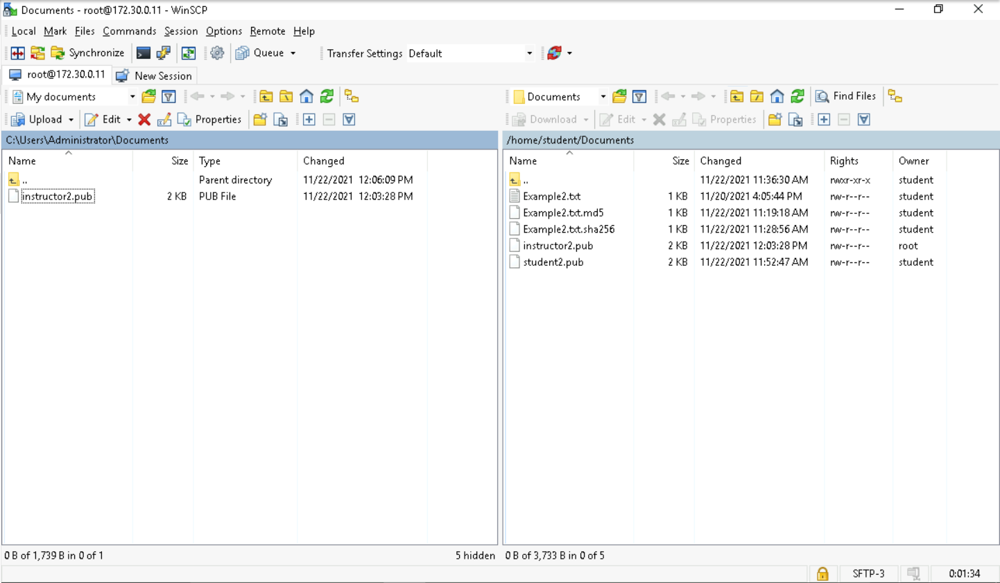 Documents - root@172.30.0.11 - WinSCP
Local Mark Files Commands Session Options Remote Help
Synchronize Queue Transfer Settings Default
root@172.30.0.11 New Session
My documents Documents Find Files
Upload Edit Properties Download Edit Properties
C:\Users\Administrator\Documents /home/student/Documents
Name Size Type Changed Name Size Changed Rights Owner
.. Parent directory 11/22/2021 12:06:09 PM .. 11/22/2021 11:36:30 AM rwxr-xr-x student
instructor2.pub 2 KB PUB File 11/22/2021 12:03:28 PM Example2.txt 1 KB 11/20/2021 4:05:44 PM rw-r--r-- student
Example2.txt.md5 1 KB 11/22/2021 11:19:18 AM rw-r--r-- student
Example2.txt.sha256 1 KB 11/22/2021 11:28:56 AM rw-r--r-- student
instructor2.pub 2 KB 11/22/2021 12:03:28 PM rw-r--r-- root
student2.pub 2 KB 11/22/2021 11:52:47 AM rw-r--r-- student
0 B of 1,739 B in 0 of 1 5 hidden 0 B of 3,733 B in 0 of 5
SFTP-3 0:01:34